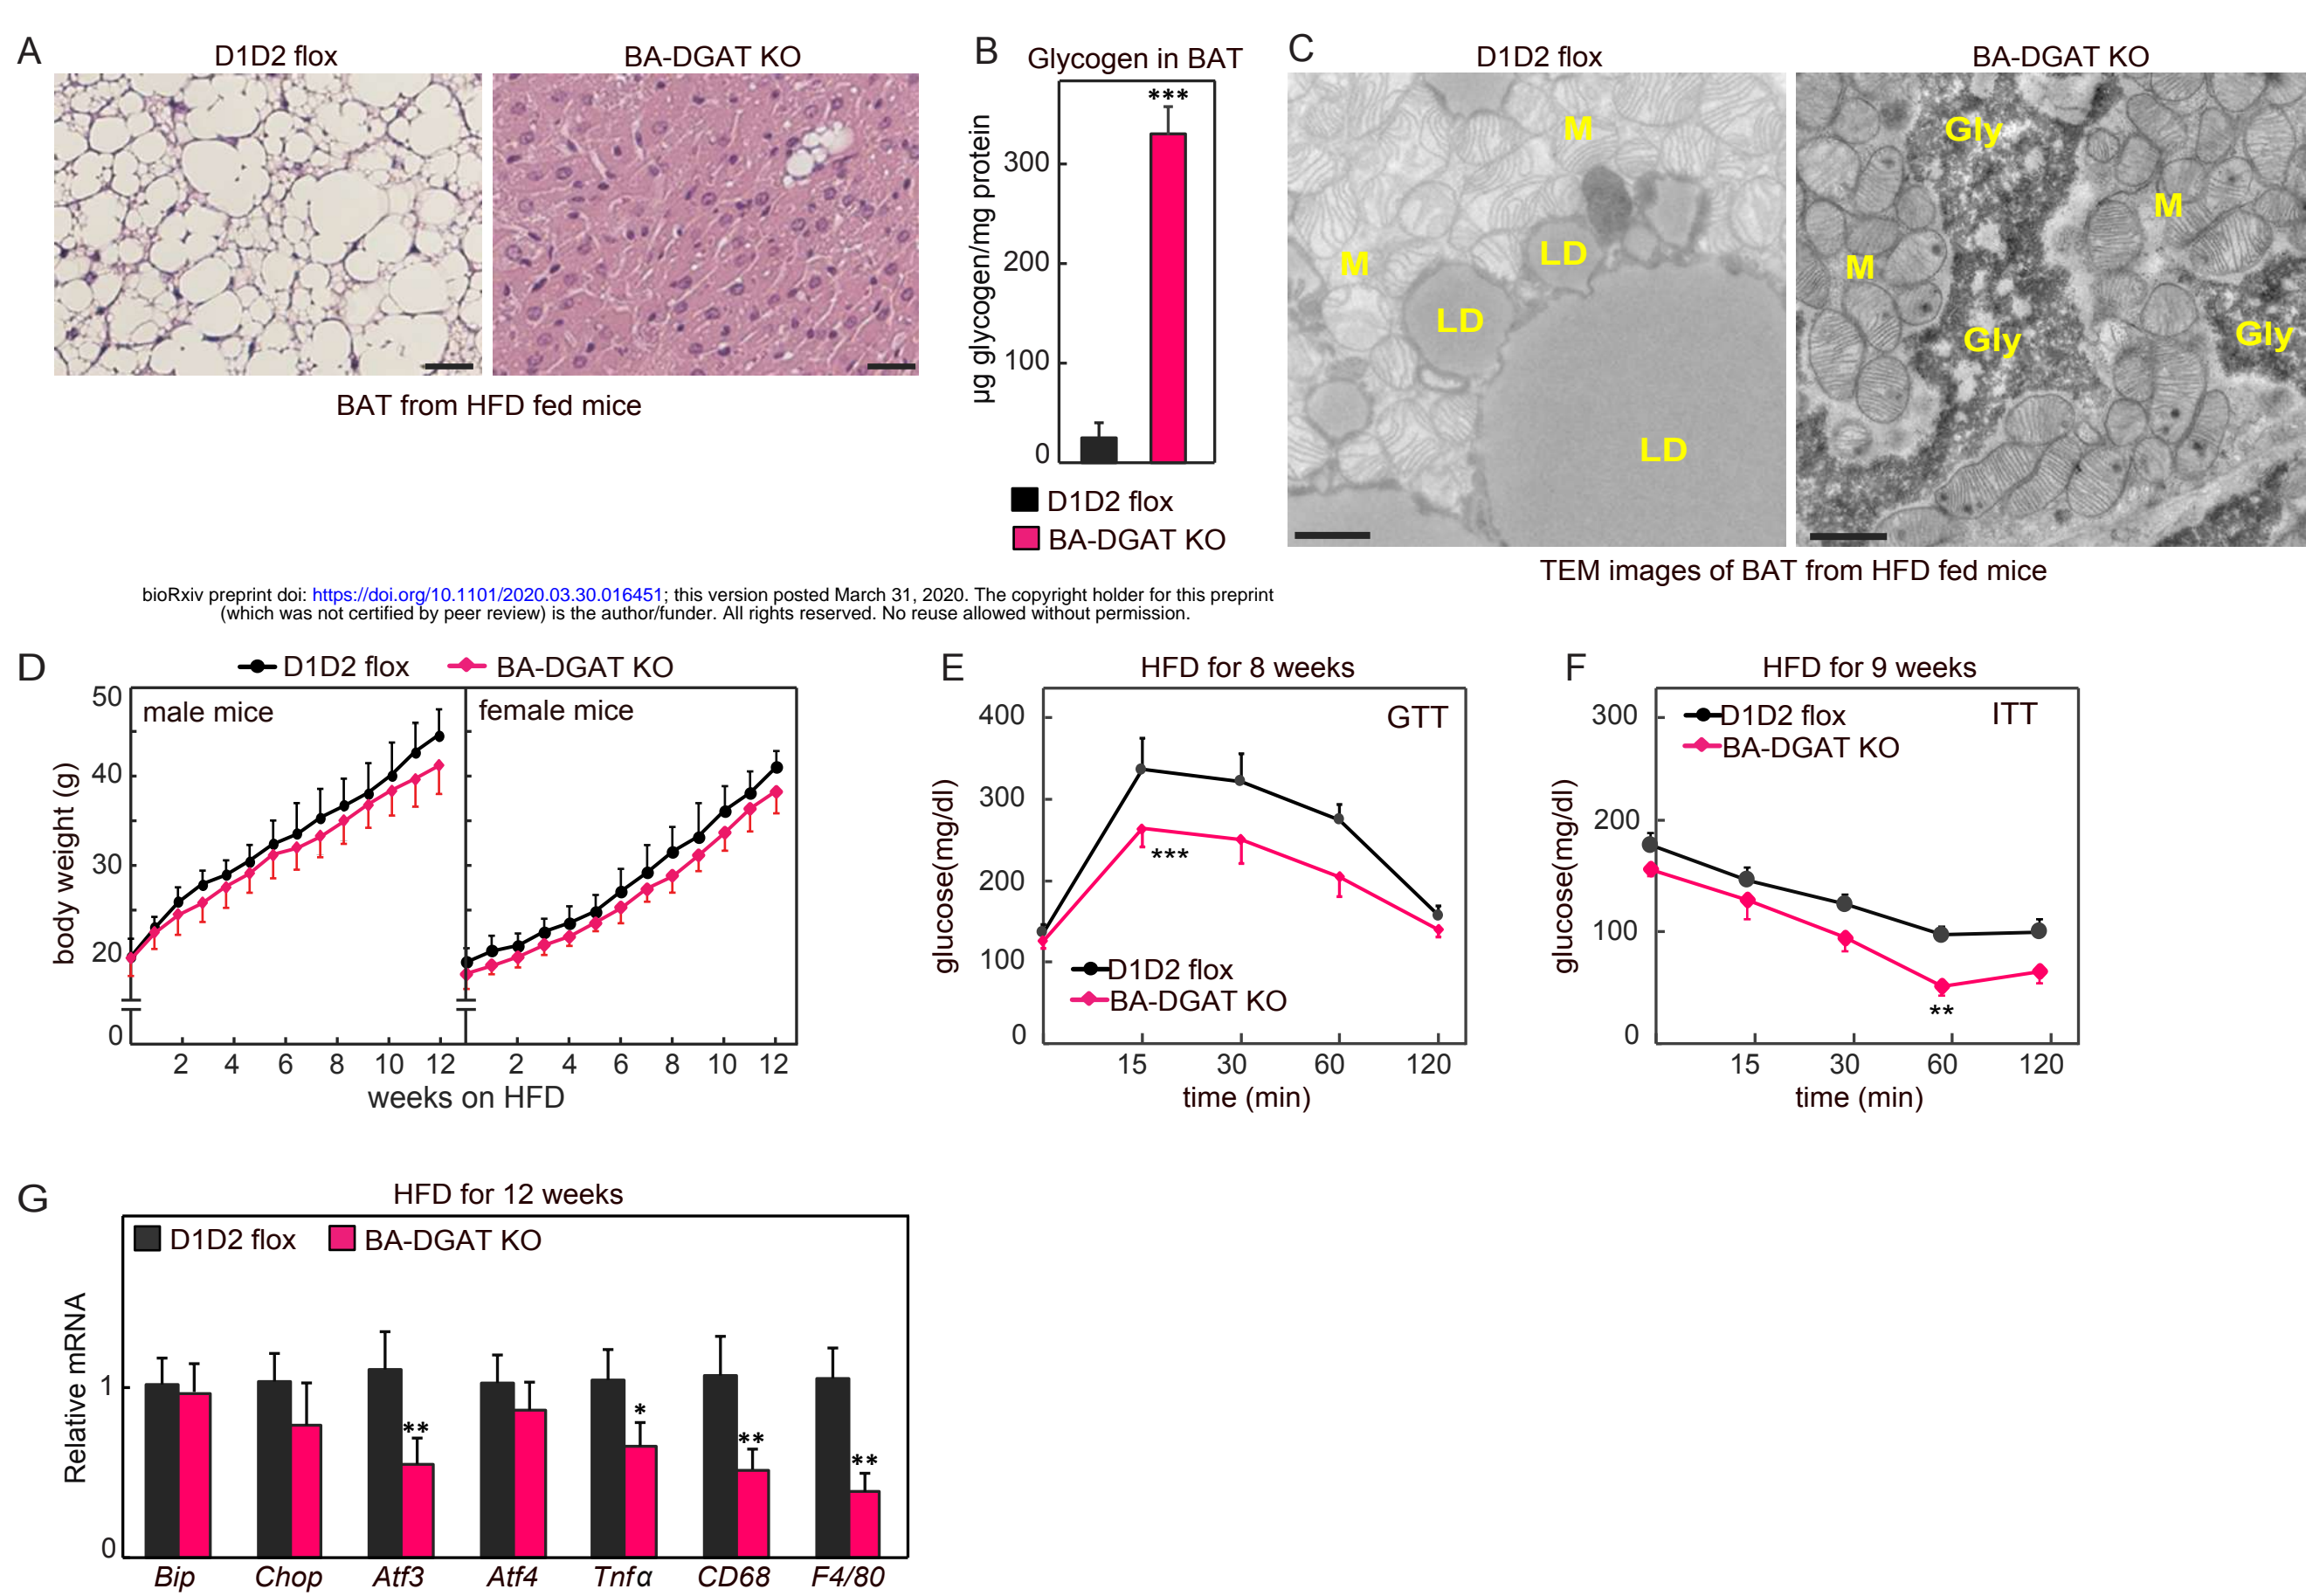 A
D1D2 flox
BA-DGAT KO
BAT from HFD fed mice
B
Glycogen in BAT
***
µg glycogen/mg protein
300
200
100
0
D1D2 flox
BA-DGAT KO
C
D1D2 flox
BA-DGAT KO
M
M
LD
LD
LD
Gly
M
M
Gly
Gly
TEM images of BAT from HFD fed mice
bioRxiv preprint doi: https://doi.org/10.1101/2020.03.30.016451; this version posted March 31, 2020. The copyright holder for this preprint
(which was not certified by peer review) is the author/funder. All rights reserved. No reuse allowed without permission.
D
D1D2 flox
BA-DGAT KO
male mice
female mice
body weight (g)
50
40
30
20
0
2 4 6 8 10 12 2 4 6 8 10 12
weeks on HFD
E
HFD for 8 weeks
GTT
glucose(mg/dl)
400
300
200
100
0
***
D1D2 flox
BA-DGAT KO
15 30 60 120
time (min)
F
HFD for 9 weeks
ITT
D1D2 flox
BA-DGAT KO
glucose(mg/dl)
300
200
100
0
**
15 30 60 120
time (min)
G
HFD for 12 weeks
D1D2 flox
BA-DGAT KO
Relative mRNA
1
0
**
*
**
**
Bip Chop Atf3 Atf4 Tnfα CD68 F4/80